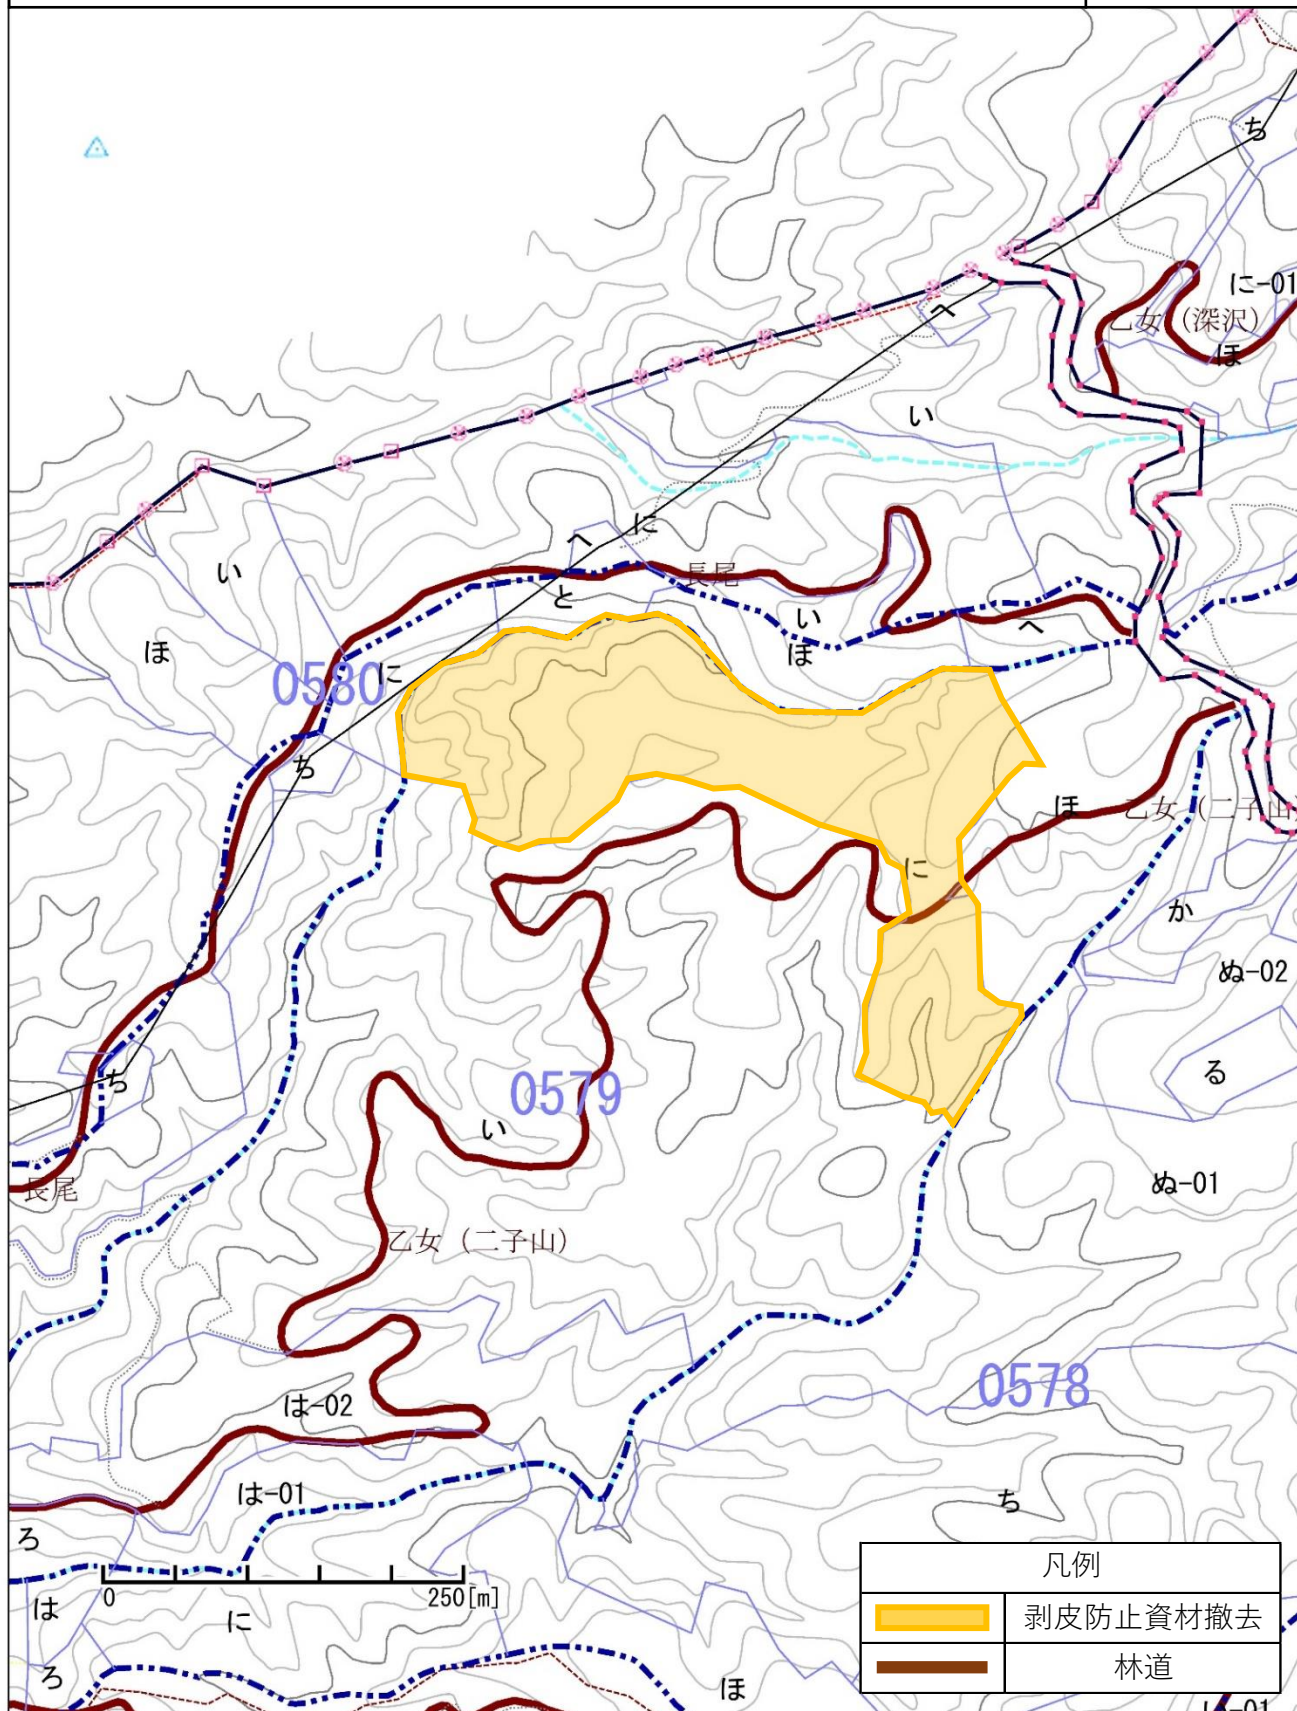 ち
に-01
乙女（深沢）
へ
ほ
い
に
へ
長尾
い
と
い
へ
ほ
ほ
0580
に
ち
ほ
乙女（二子山）
に
か
ぬ-02
る
ち
0579
い
ぬ-01
長尾
乙女（二子山）
0578
は-02
は-01
ち
ろ
0
250[m]
は
に
ろ
ほ
凡例
剥皮防止資材撤去
林道